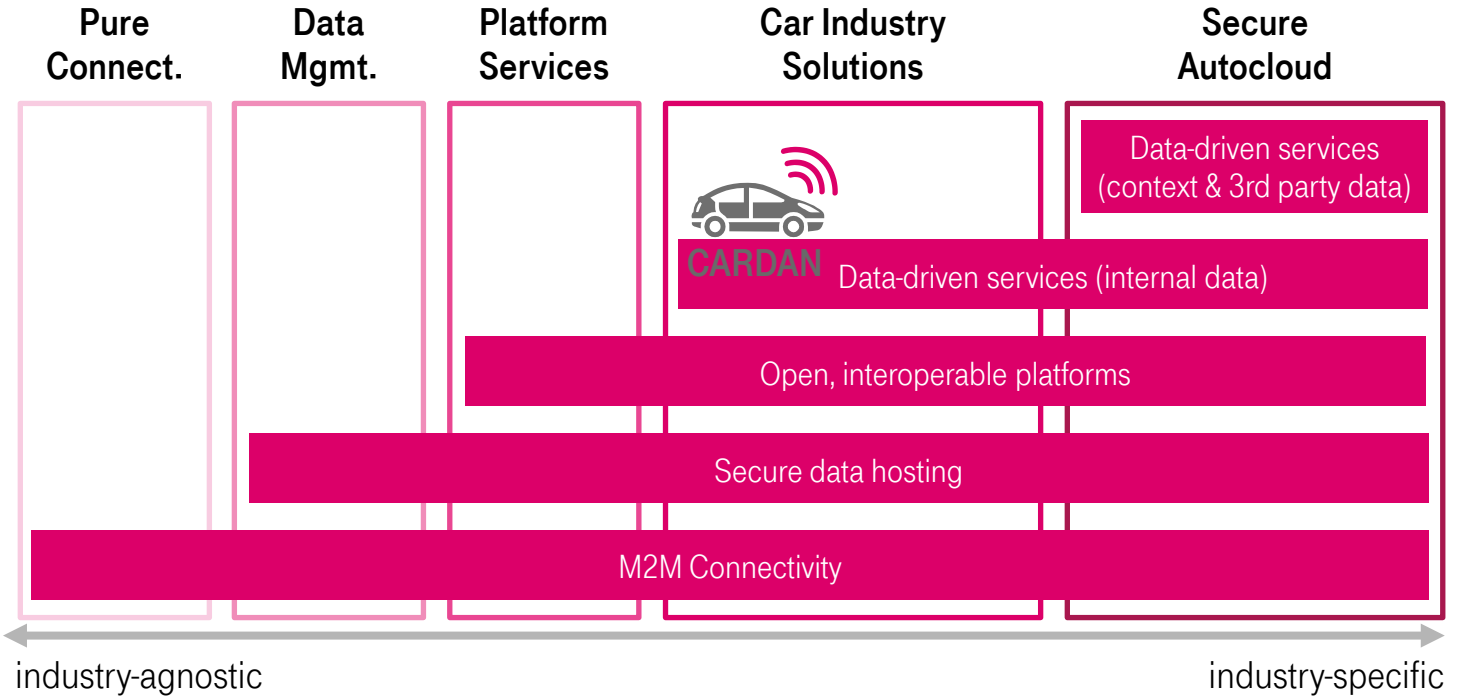 Pure
Connect.
Data
Mgmt.
Platform
Services
Car Industry
Solutions
Secure
Autocloud
Data-driven services
(context & 3rd party data)
CARDAN
Data-driven services (internal data)
Open, interoperable platforms
Secure data hosting
M2M Connectivity
industry-agnostic
industry-specific